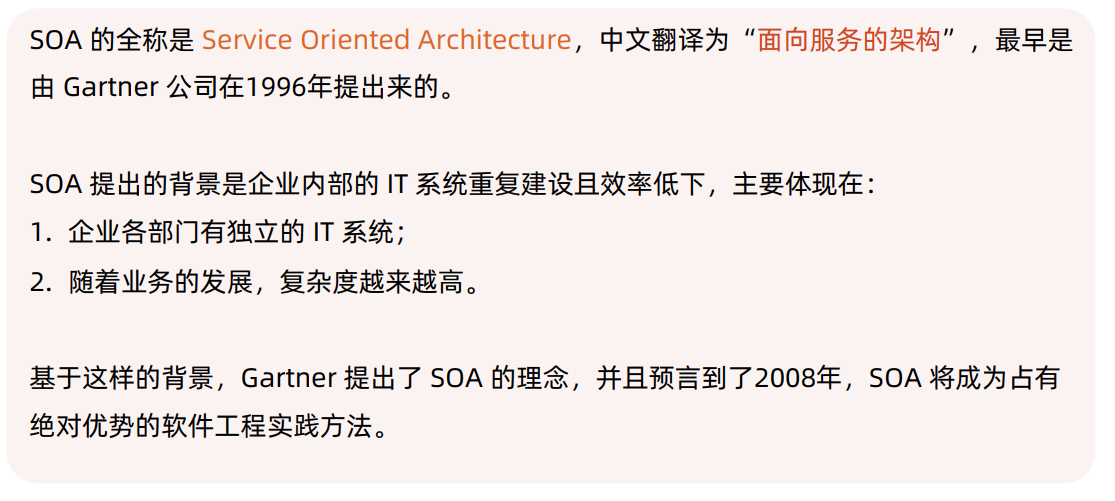 SOA 的全称是 Service Oriented Architecture，中文翻译为“面向服务的架构”，最早是
由 Gartner 公司在1996年提出来的。
SOA 提出的背景是企业内部的 IT 系统重复建设且效率低下，主要体现在：
1. 企业各部门有独立的 IT 系统；
2. 随着业务的发展，复杂度越来越高。
基于这样的背景，Gartner 提出了 SOA 的理念，并且预言到了2008年，SOA 将成为占有
绝对优势的软件工程实践方法。